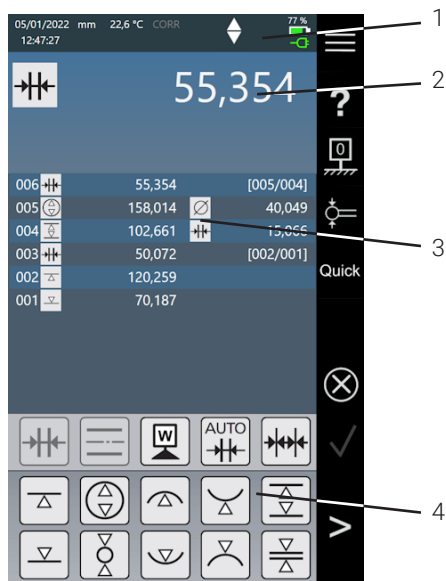 05/01/2022 mm 22,6 °C CORR 77 %
12:47:27
1
55,354
2
?
0
006 55,354 [005/004]
005 158,014 40,049
004 102,661 15,066
3
003 50,072 [002/001]
Quick
002 120,259
001 70,187
W
AUTO
4
>